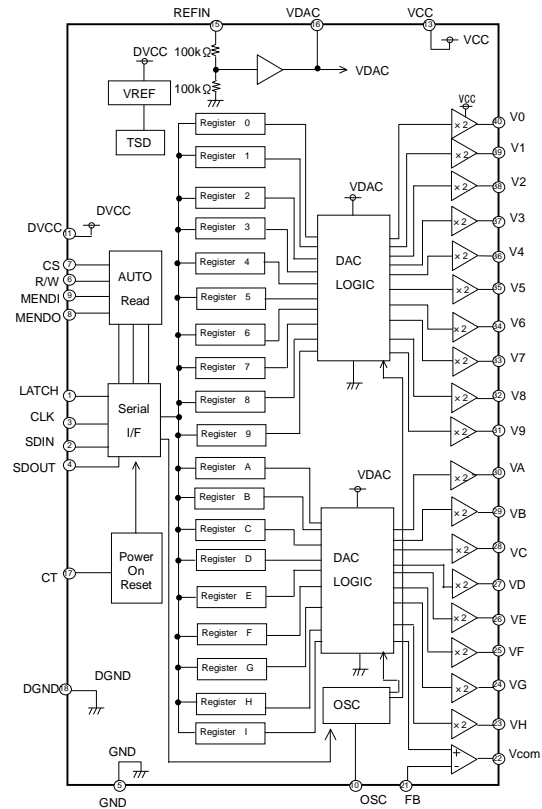 REFIN VDAC VCC
15 16 13
100kΩ VCC
DVCC VDAC
VREF 100kΩ
TSD
VCC
Register 0 ×2 40 V0
Register 1 ×2 39 V1
Register 2 VDAC ×2 38 V2
Register 3 ×2 37 V3
DVCC 11 DVCC
Register 4 DAC ×2 36 V4
CS 7 AUTO LOGIC
R/W 6 Read
Register 5 ×2 35 V5
MENDI 9
MENDO 8
Register 6 ×2 34 V6
Register 7 ×2 33 V7
LATCH 1 Serial Register 8 ×2 32 V8
CLK 3 I/F
SDIN 2 Register 9 ×2 31 V9
SDOUT 4
Register A ×2 30 VA
Register B VDAC ×2 29 VB
Register C ×2 28 VC
Power DAC
On LOGIC
Reset
CT 17
Register D ×2 27 VD
Register E ×2 26 VE
Register F ×2 25 VF
DGND 18 DGND
Register G ×2 24 VG
Register H OSC ×2 23 VH
Register I + - 22 Vcom
GND
5 10 21
GND OSC FB